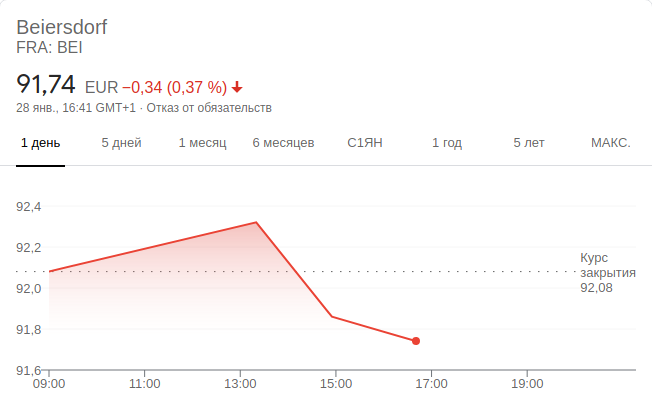 Beiersdorf
FRA: BEI
91,74 EUR −0,34 (0,37 %)
28 янв., 16:41 GMT+1 · Отказ от обязательств
1 день 5 дней 1 месяц 6 месяцев С1ЯН 1 год 5 лет МАКС.
92,4
92,2
92,0
91,8
91,6
Курс
закрытия
92,08
09:00 11:00 13:00 15:00 17:00 19:00